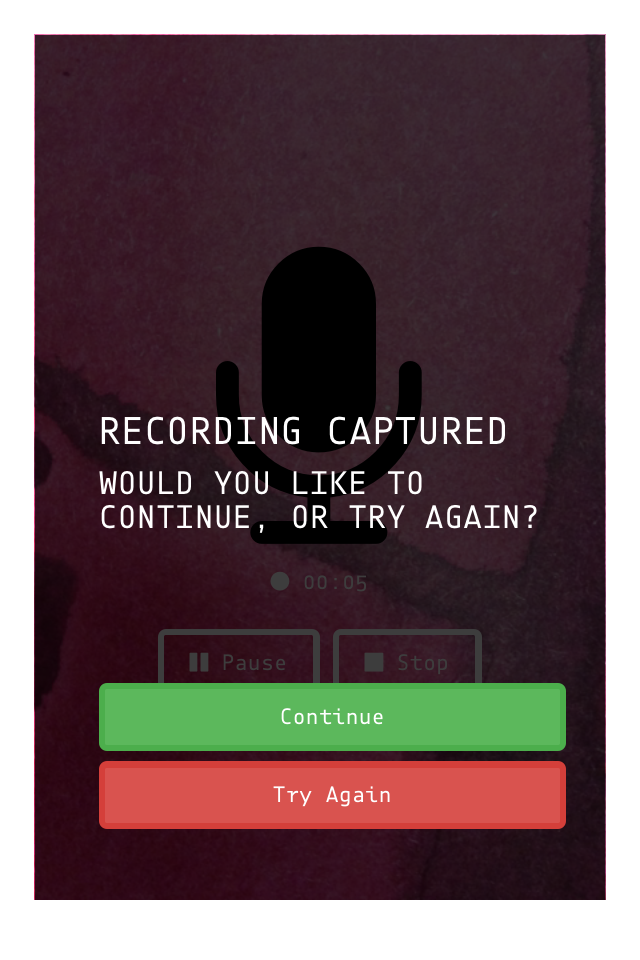 RECORDING CAPTURED
WOULD YOU LIKE TO
CONTINUE, OR TRY AGAIN?
00:05
Pause Stop
Continue
Try Again